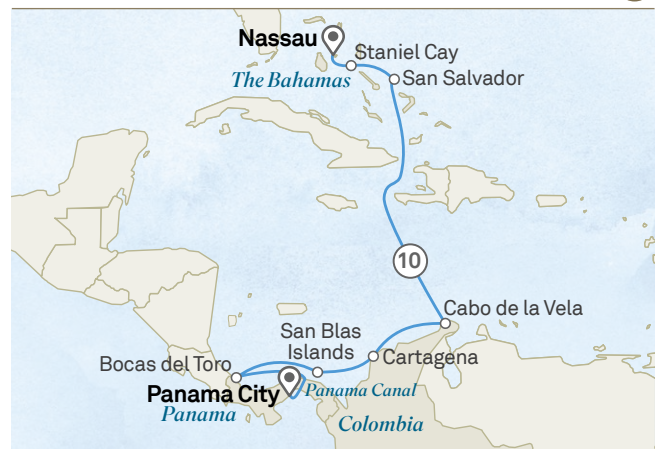 Nassau
Staniel Cay
The Bahamas
San Salvador
10
Cabo de la Vela
San Blas
Islands
Cartagena
Bocas del Toro
Panama City
Panama Canal
Panama
Colombia